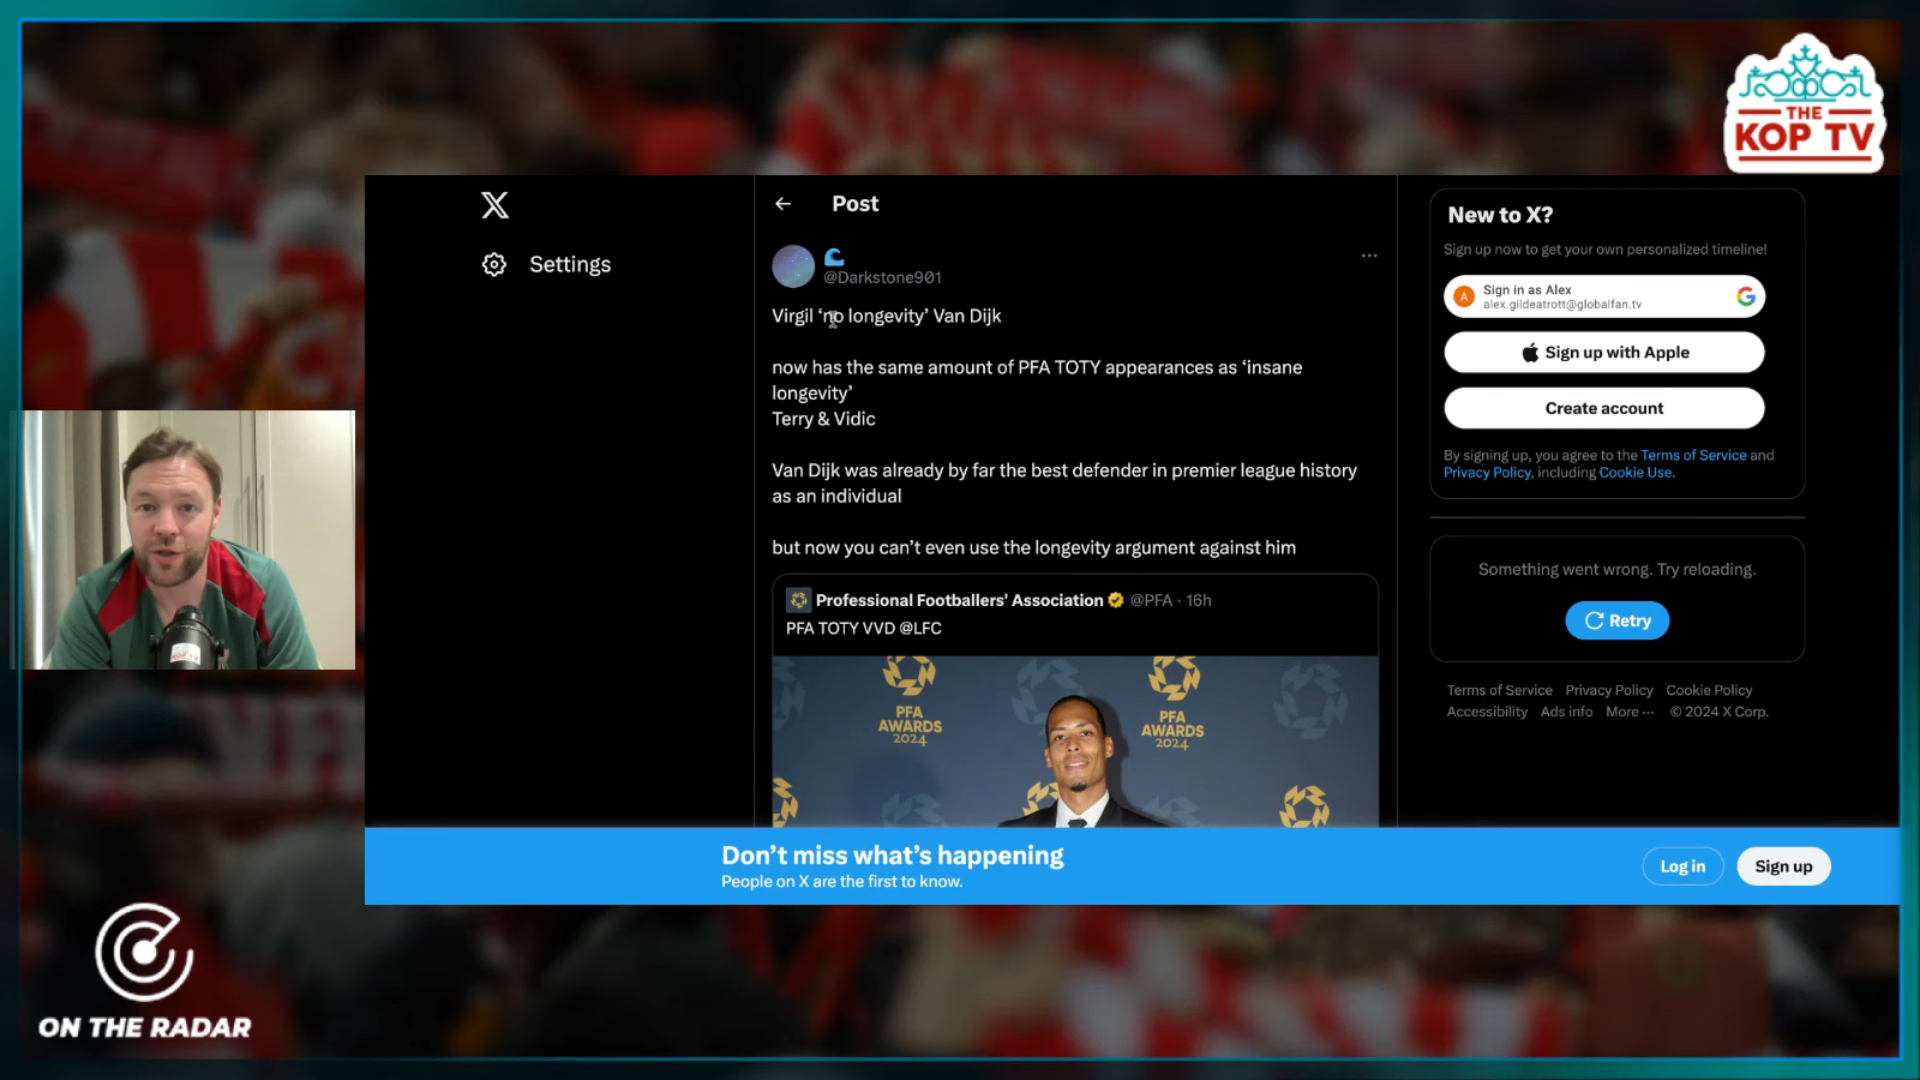 THE
KOP TV
X
Settings
Post
@Darkstone901
Virgil ‘no longevity’ Van Dijk
now has the same amount of PFA TOTY appearances as ‘insane
longevity’
Terry & Vidic
Van Dijk was already by far the best defender in premier league history
as an individual
but now you can’t even use the longevity argument against him
Professional Footballers' Association @PFA · 16h
PFA TOTY VVD @LFC
PFA
AWARDS
2024
PFA
AWARDS
2024
New to X?
Sign up now to get your own personalized timeline!
A
Sign in as Alex
alex.gildeatrott@globalfan.tv
G
Sign up with Apple
Create account
By signing up, you agree to the Terms of Service and
Privacy Policy, including Cookie Use.
Something went wrong. Try reloading.
Retry
Terms of Service Privacy Policy Cookie Policy
Accessibility Ads info More ··· © 2024 X Corp.
Don’t miss what’s happening
People on X are the first to know.
Log in
Sign up
ON THE RADAR